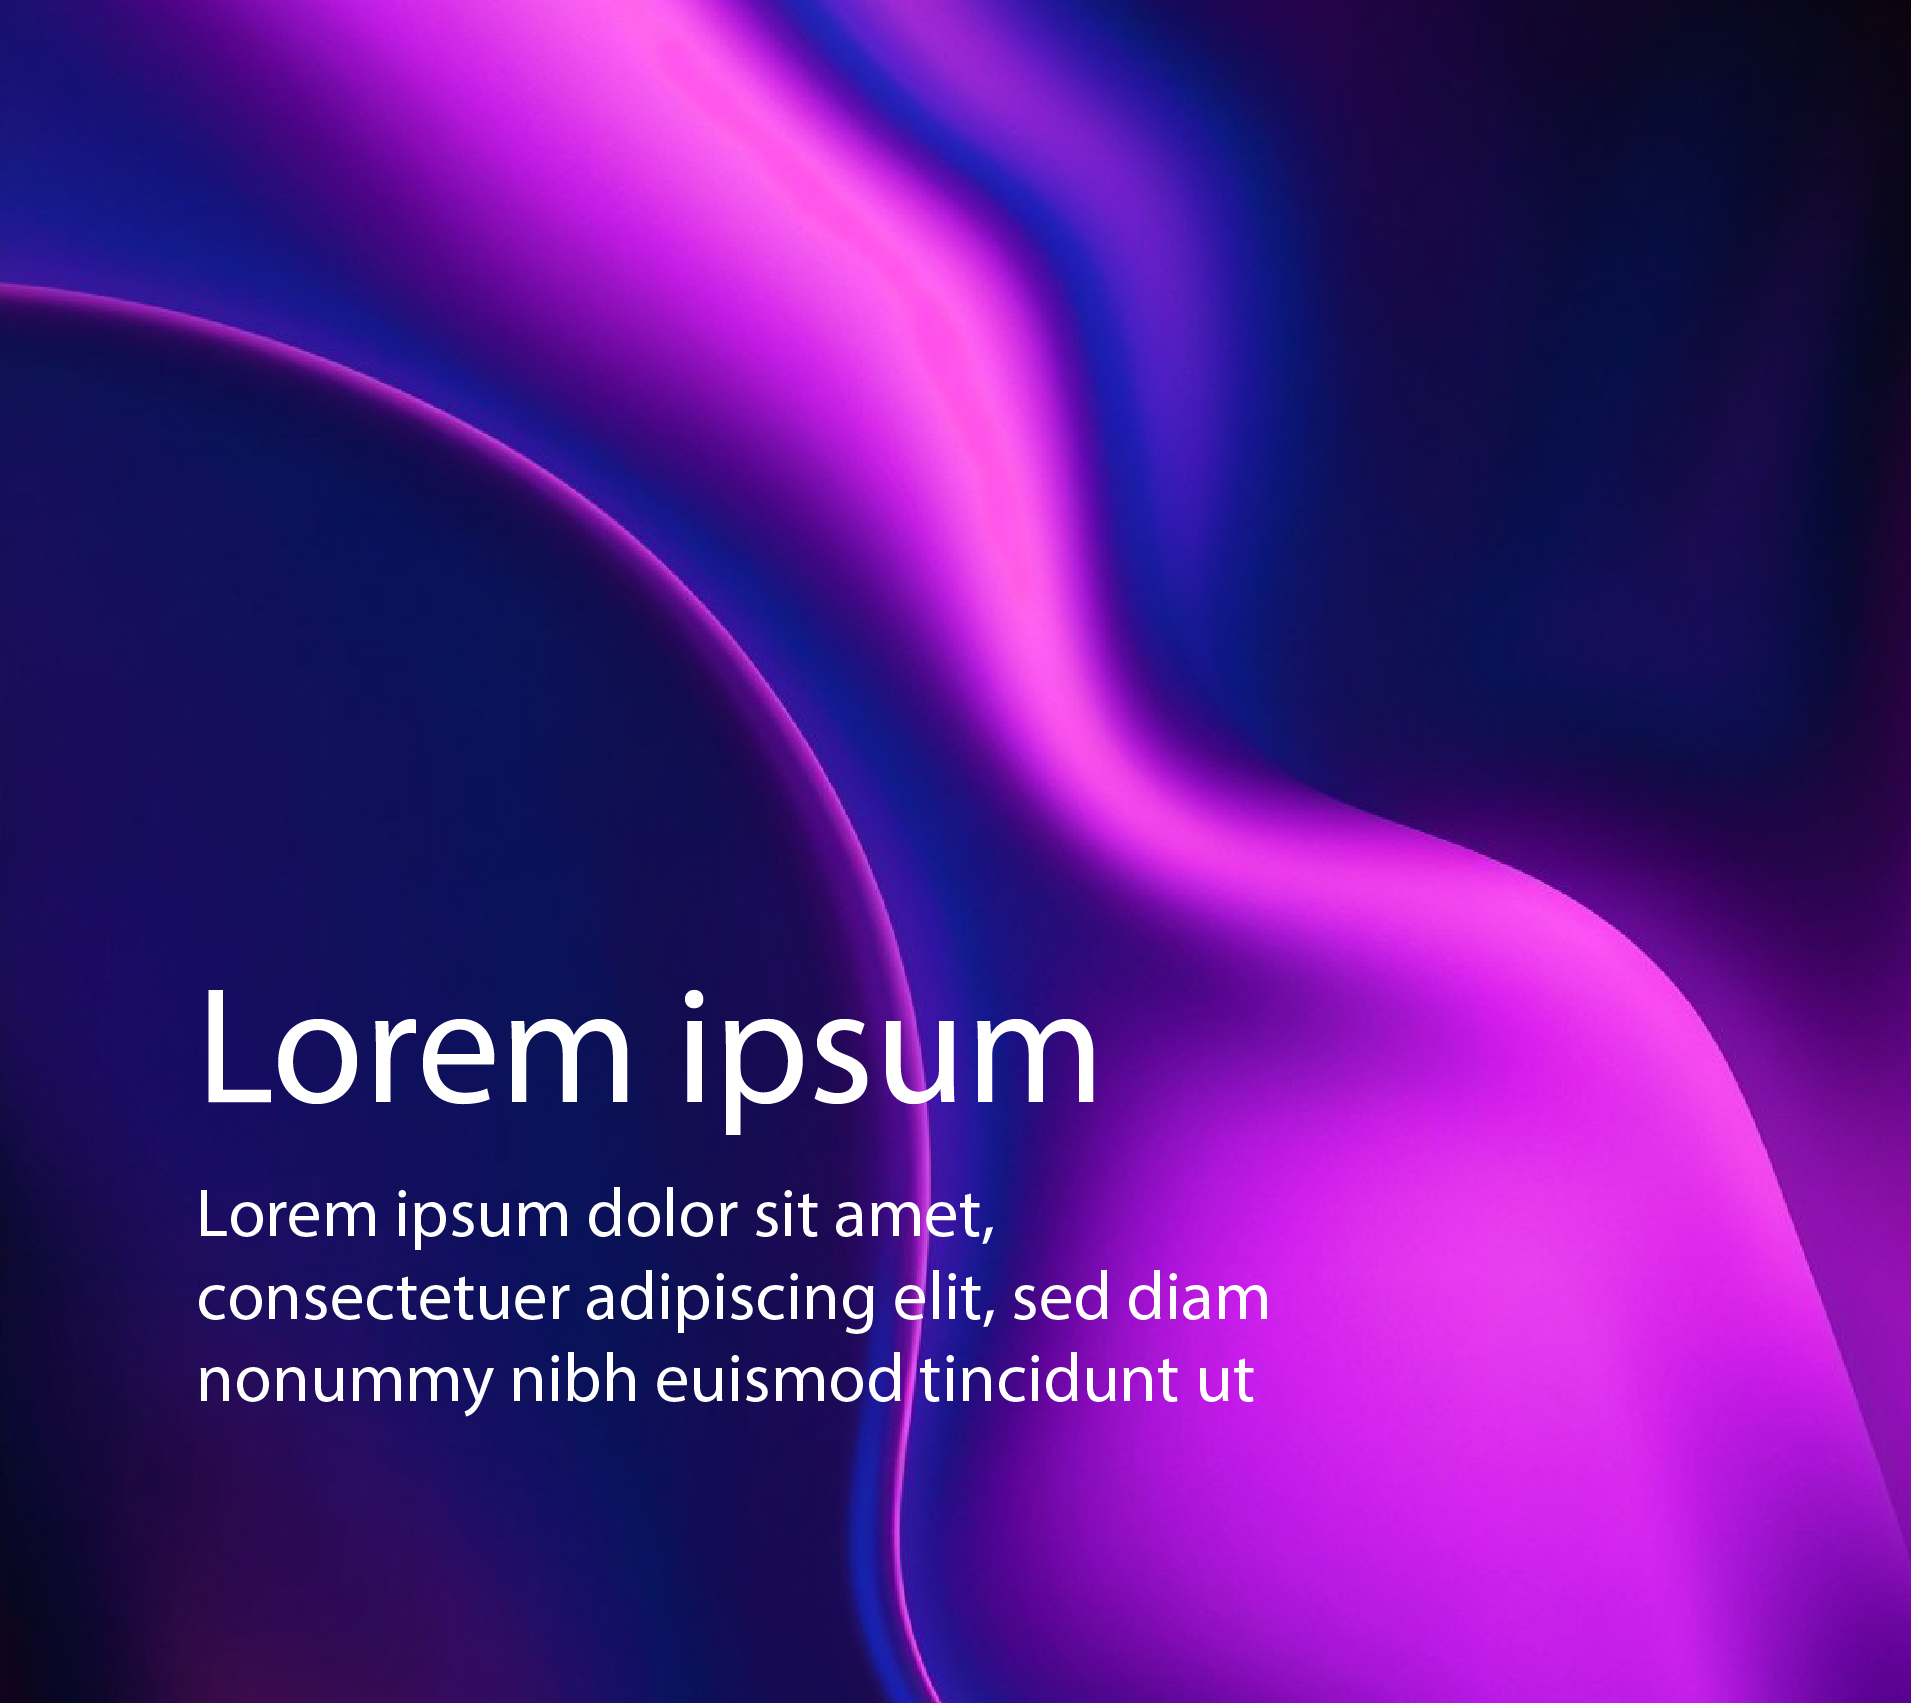 Lorem ipsum
Lorem ipsum dolor sit amet,
consectetuer adipiscing elit, sed diam
nonummy nibh euismod tincidunt ut